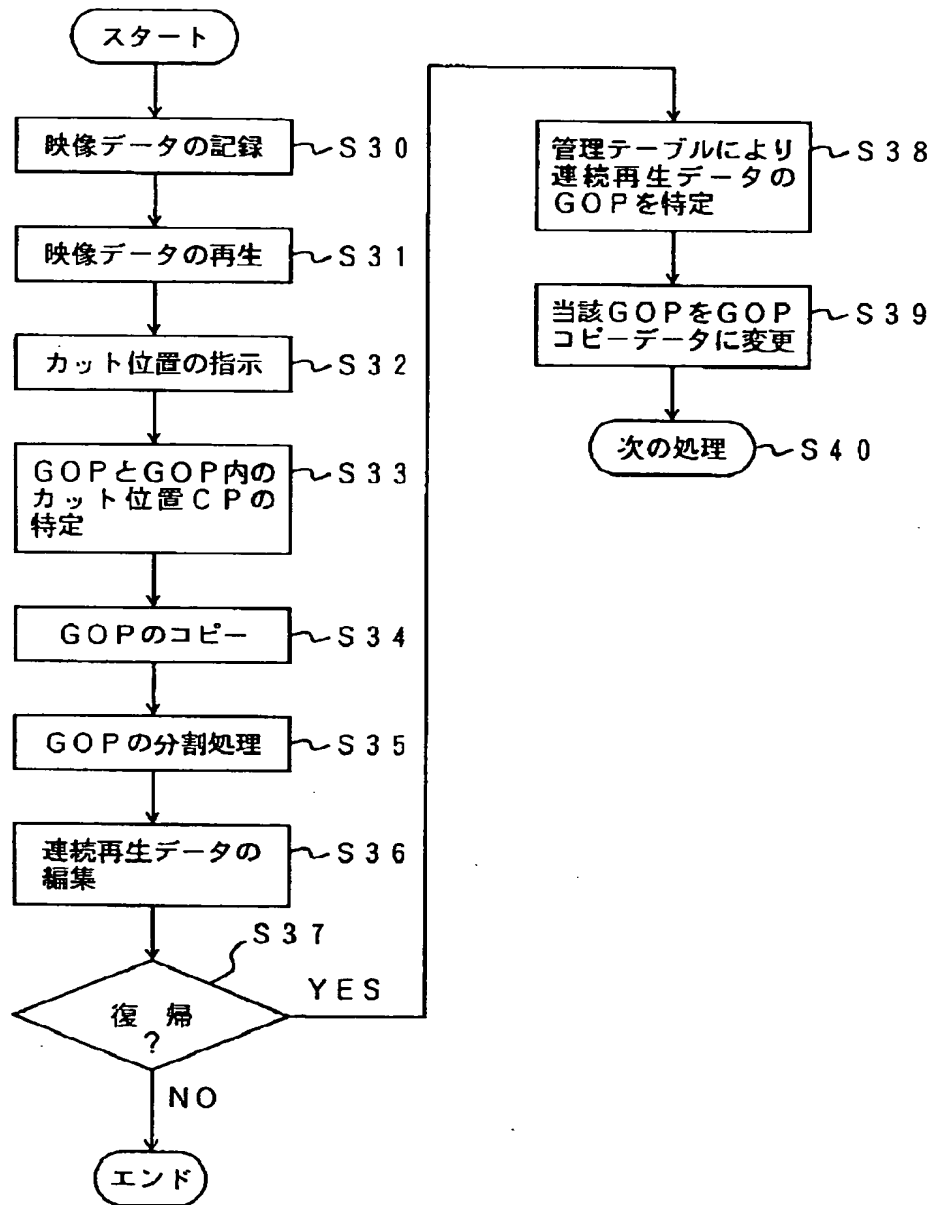 スタート
映像データの記録
S30
映像データの再生
S31
カット位置の指示
S32
GOPとGOP内の
カット位置CPの
特定
S33
GOPのコピー
S34
GOPの分割処理
S35
連続再生データの
編集
S36
S37
復帰
?
YES
NO
エンド
管理テーブルにより
連続再生データの
GOPを特定
S38
当該GOPをGOP
コピーデータに変更
S39
次の処理
S40